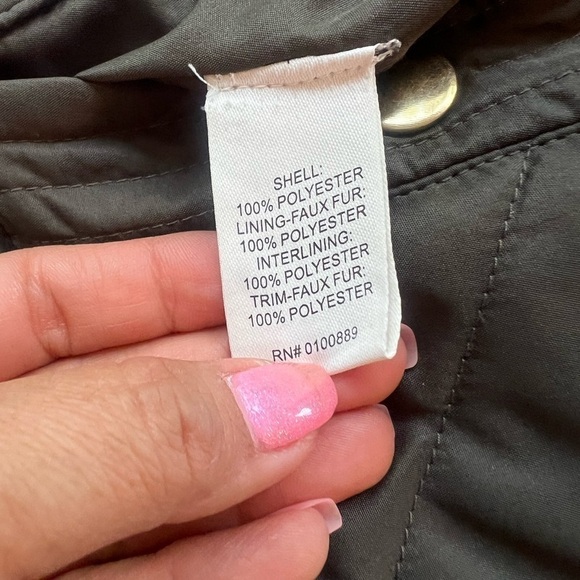 SHELL:
100% POLYESTER
LINING-FAUX FUR:
100% POLYESTER
INTERLINING:
100% POLYESTER
TRIM-FAUX FUR:
100% POLYESTER
RN# 0100889